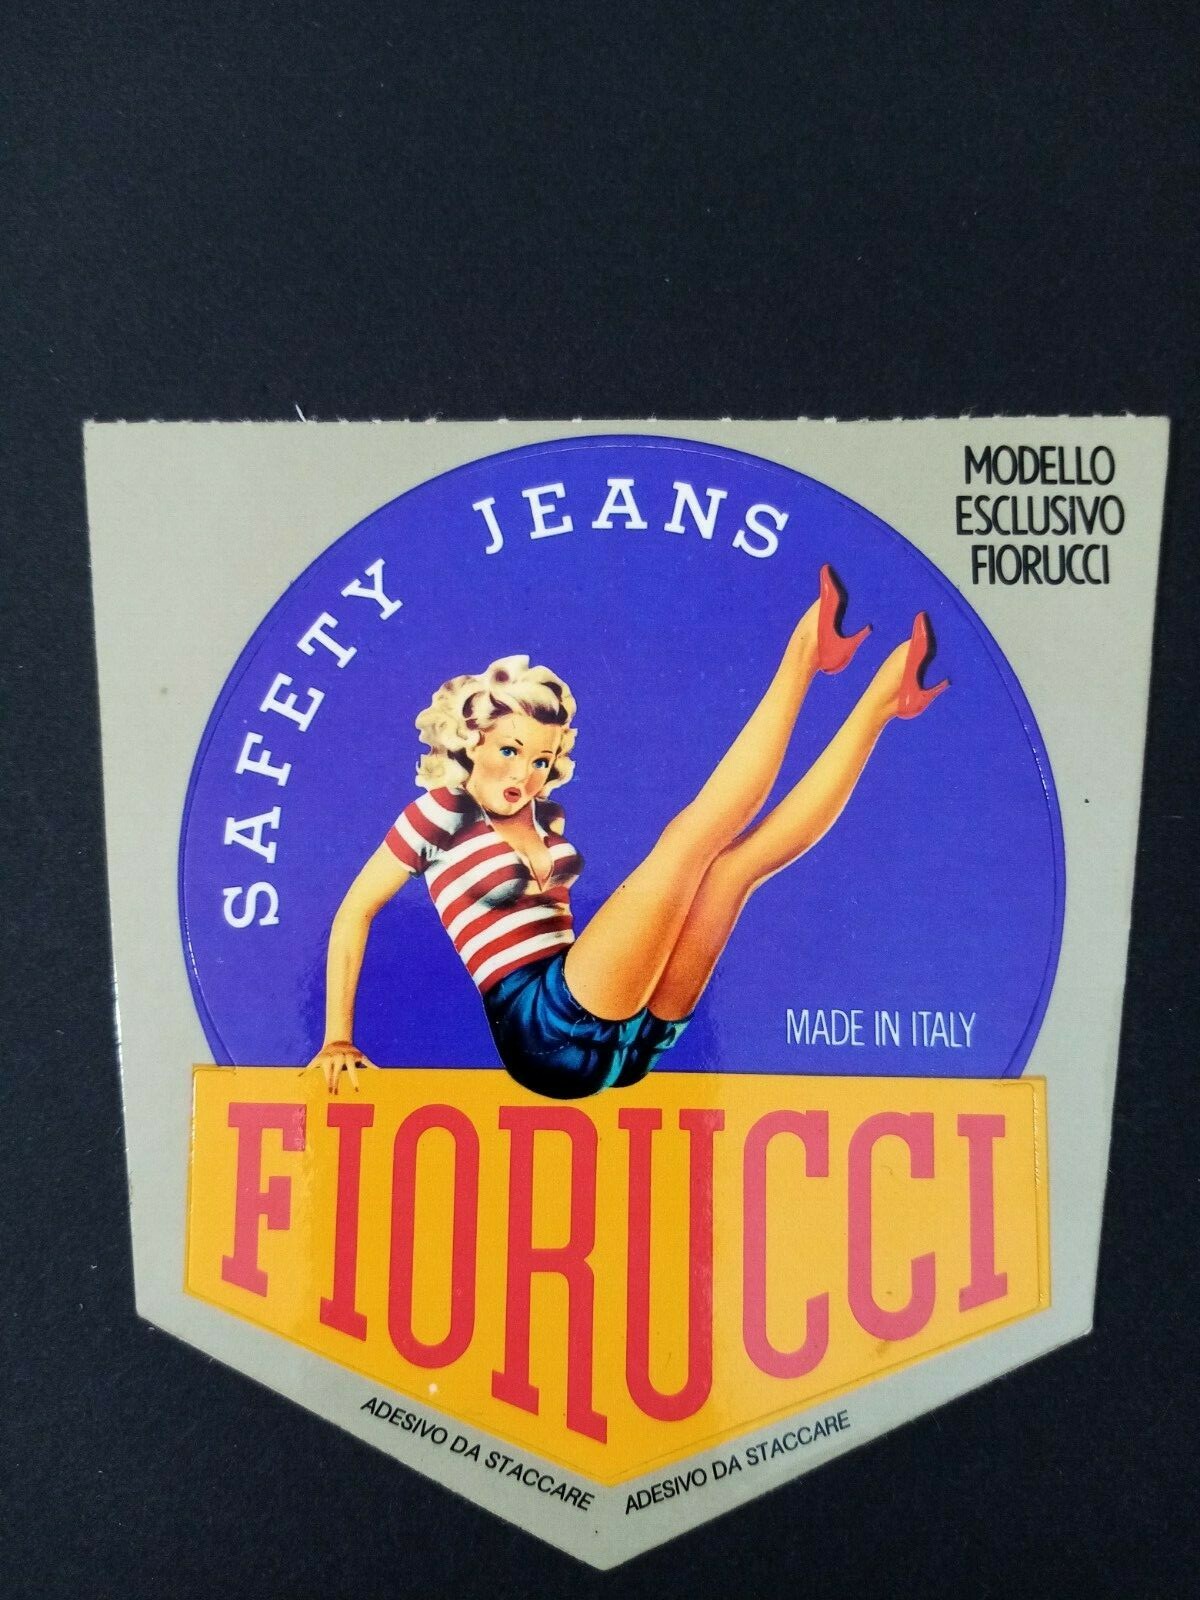 MODELLO
ESCLUSIVO
FIORUCCI
SAFETY JEANS
MADE IN ITALY
FIORUCCI
ADESIVO DA STACCARE
ADESIVO DA STACCARE